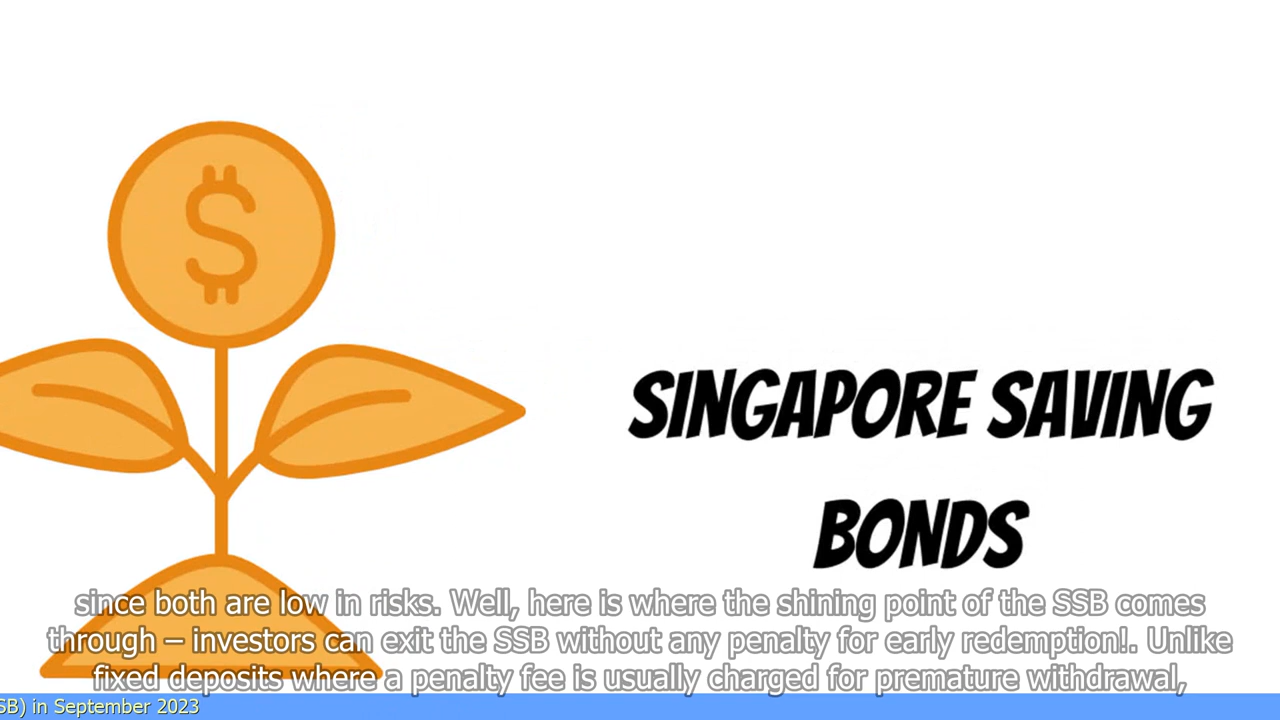 $
SINGAPORE SAVING
BONDS
since both are low in risks. Well, here is where the shining point of the SSB comes
through – investors can exit the SSB without any penalty for early redemption!. Unlike
fixed deposits where a penalty fee is usually charged for premature withdrawal,
SB) in September 2023